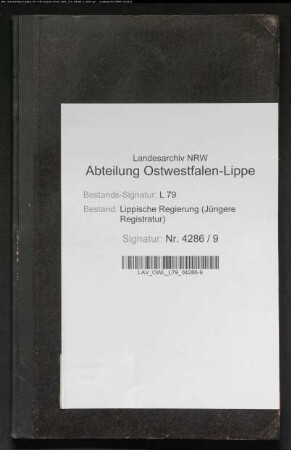 Landesarchiv NRW
Abteilung Ostwestfalen-Lippe
Bestands-Signatur: L 79
Bestand: Lippische Regierung (Jüngere
Registratur)
Signatur: Nr. 4286 / 9
LAV_OWL_L79_04286-9